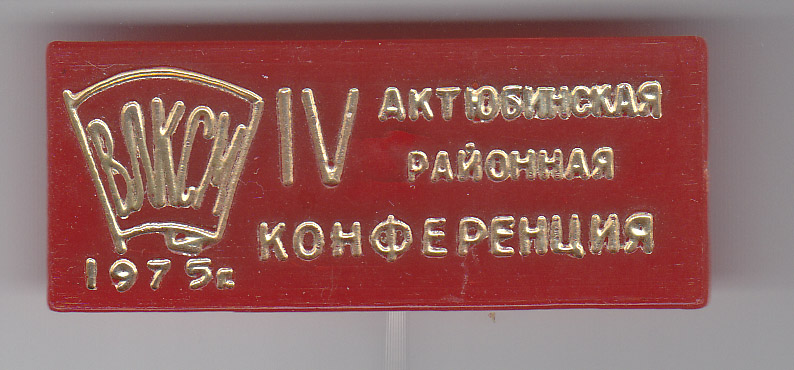 ВЛКСМ
1975г.
IV АКТЮБИНСКАЯ
РАЙОННАЯ
КОНФЕРЕНЦИЯ